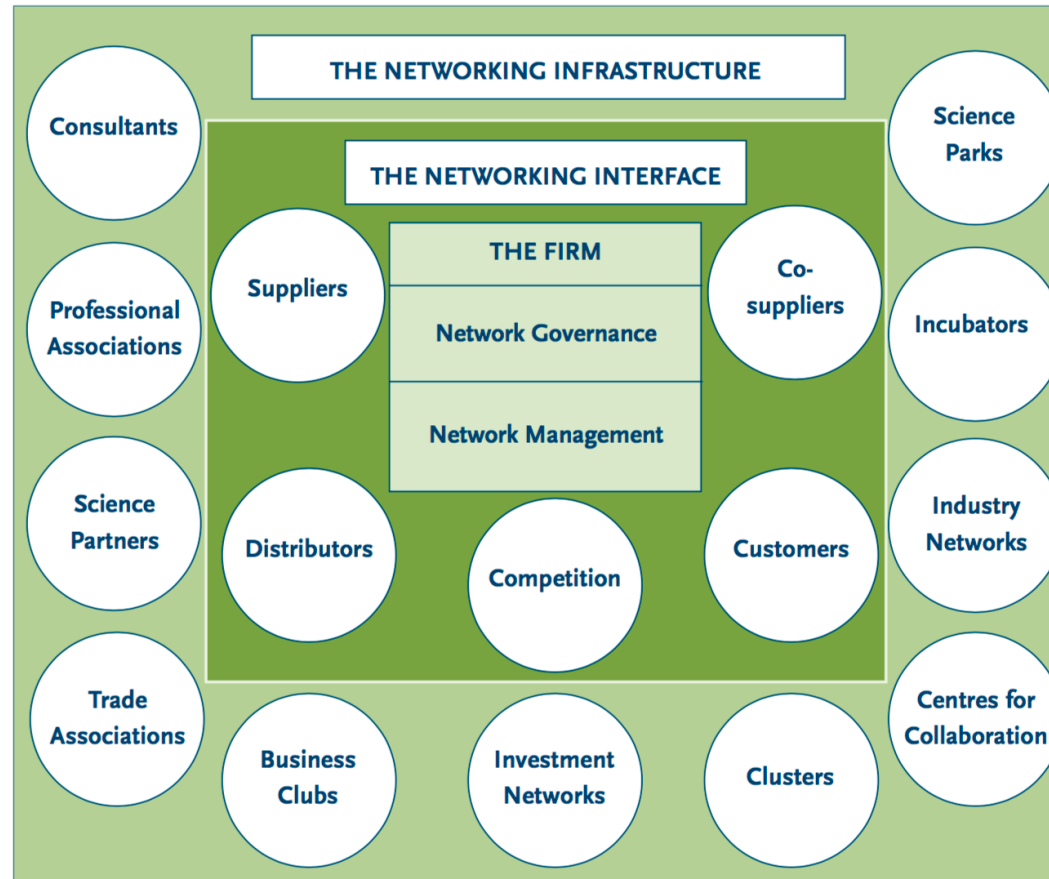 THE NETWORKING INFRASTRUCTURE
Consultants
Science
Parks
THE NETWORKING INTERFACE
THE FIRM
Suppliers
Co-
suppliers
Professional
Associations
Network Governance
Incubators
Network Management
Science
Partners
Industry
Networks
Distributors
Competition
Customers
Trade
Associations
Centres for
Collaboration
Business
Clubs
Investment
Networks
Clusters